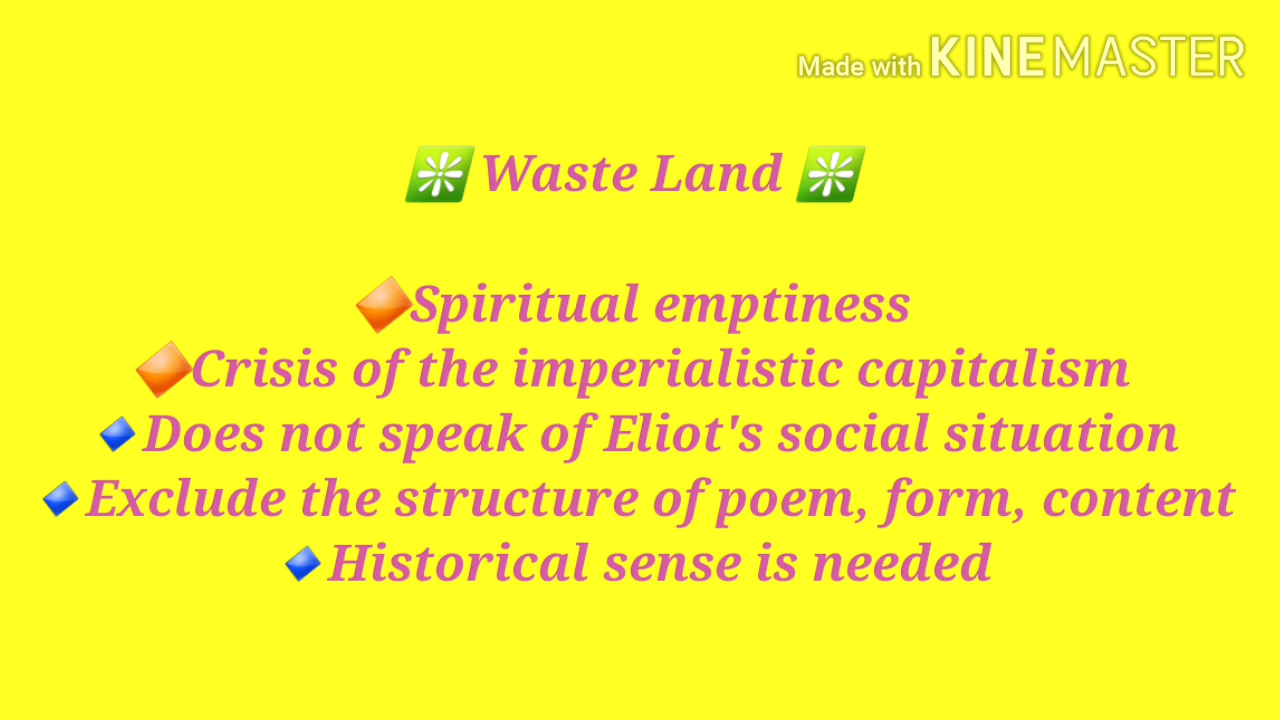 Made with KINEMASTER
Waste Land
Spiritual emptiness
Crisis of the imperialistic capitalism
Does not speak of Eliot's social situation
Exclude the structure of poem, form, content
Historical sense is needed